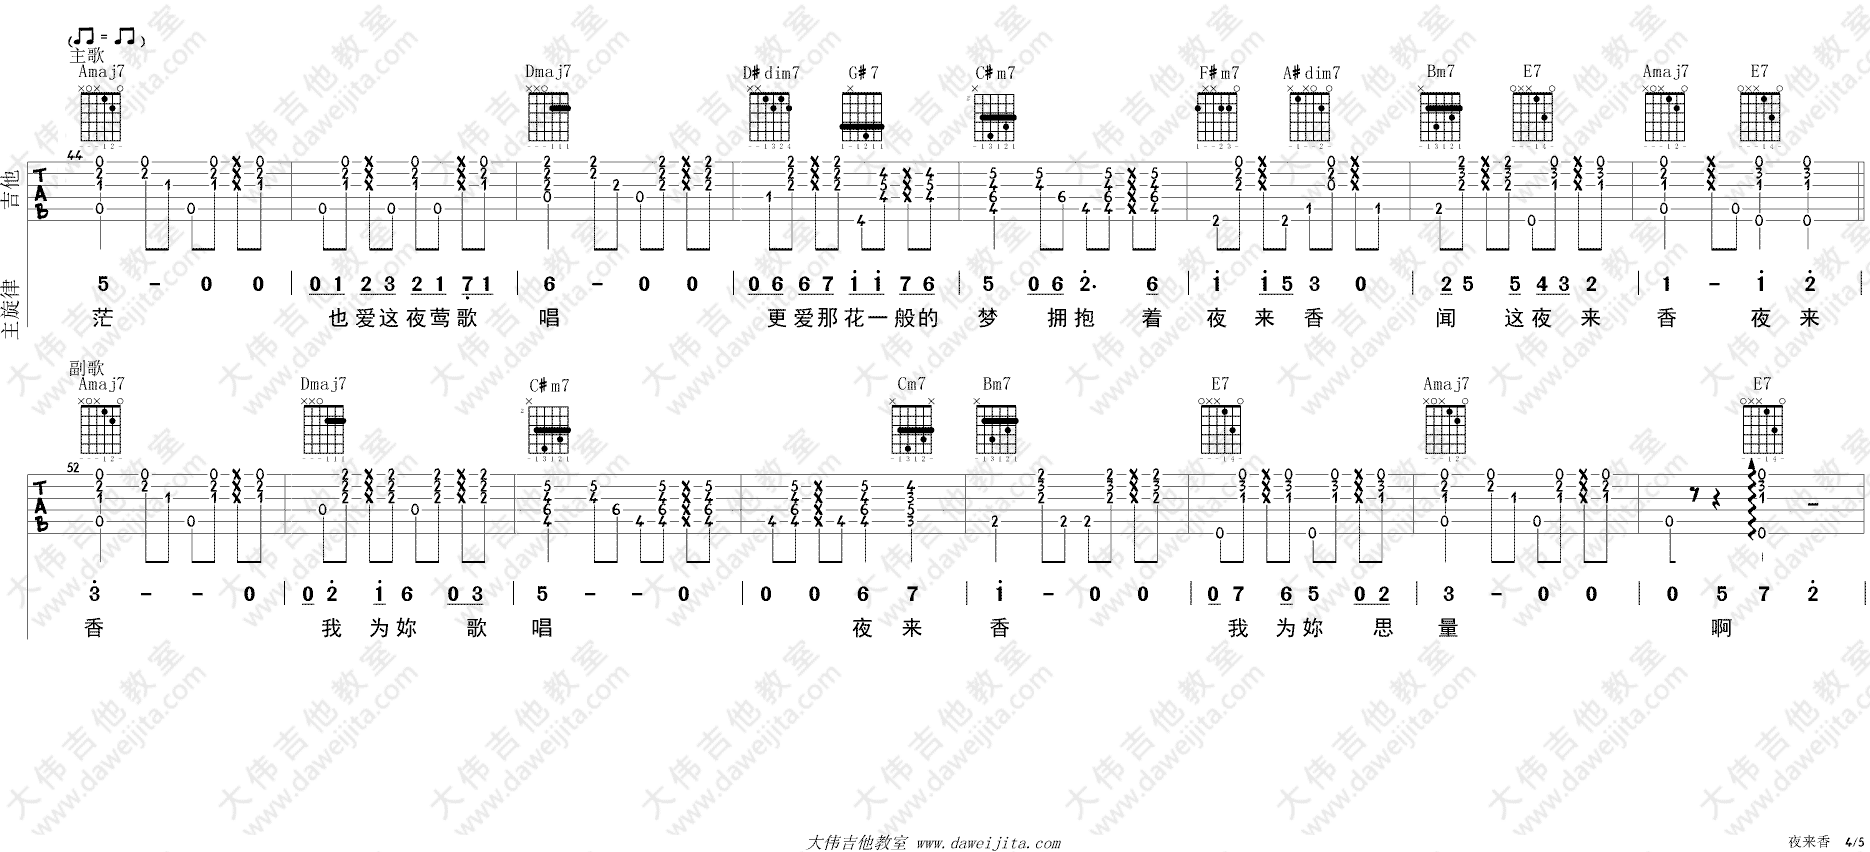 ( = )
主歌
Amaj7 Dmaj7 D#dim7 G#7 C#m7 F#m7 A#dim7 Bm7 E7 Amaj7 E7
44
吉他 TAB
主旋律 5 - 0 0 | 0 1 2 3 2 1 7 1 | 6 - 0 0 | 0 6 6 7 i i 7 6 | 5 0 6 2. 6 | i i 5 3 0 | 2 5 5 4 3 2 | 1 - i 2
茫 也爱这夜莺歌 唱 更爱那花一般的 梦 拥抱 着 夜 来 香 闻 这夜 来 香 夜 来
副歌
Amaj7 Dmaj7 C#m7 Cm7 Bm7 E7 Amaj7 E7
52
TAB
3 - - 0 | 0 2 i 6 0 3 | 5 - - 0 | 0 0 6 7 | i - 0 0 | 0 7 6 5 0 2 | 3 - 0 0 | 0 5 7 2
香 我 为妳 歌 唱 夜 来 香 我 为妳 思 量 啊
大伟吉他教室 www.daweijita.com
夜来香 4/5